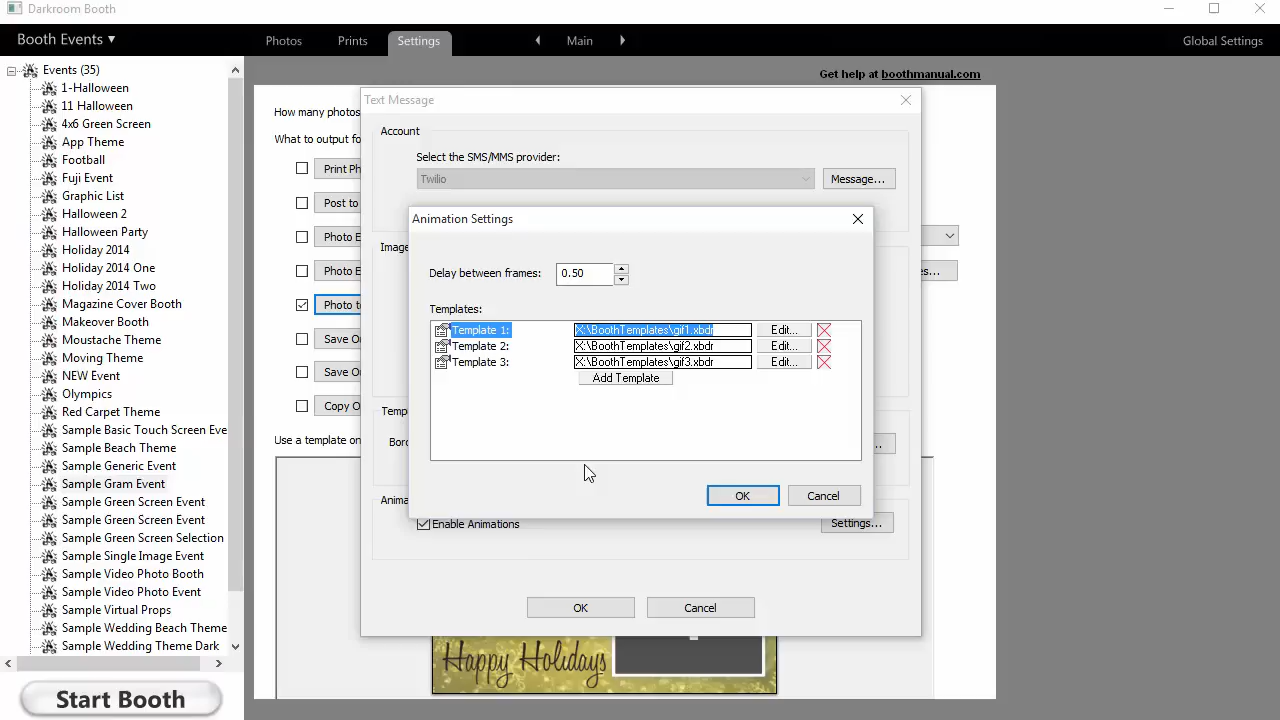 Darkroom Booth
Booth Events ▼
Photos
Prints
Settings
Main
Global Settings
Events (35)
1-Halloween
11 Halloween
4x6 Green Screen
App Theme
Football
Fuji Event
Graphic List
Halloween 2
Halloween Party
Holiday 2014
Holiday 2014 One
Holiday 2014 Two
Magazine Cover Booth
Makeover Booth
Moustache Theme
Moving Theme
NEW Event
Olympics
Red Carpet Theme
Sample Basic Touch Screen Eve
Sample Beach Theme
Sample Generic Event
Sample Gram Event
Sample Green Screen Event
Sample Green Screen Event
Sample Green Screen Selection
Sample Single Image Event
Sample Video Photo Booth
Sample Video Photo Event
Sample Virtual Props
Sample Wedding Beach Theme
Sample Wedding Theme Dark
Start Booth
Get help at boothmanual.com
How many photos
What to output fo
Print Ph
Post to
Photo E
Photo E
Photo to
Save O
Save O
Copy O
Use a template on
es...
Text Message
Account
Select the SMS/MMS provider:
Twilio
Message...
Image
Temp
Bor
..
Anima
Enable Animations
Settings...
OK
Cancel
Animation Settings
Delay between frames:
0.50
Templates:
Template 1:
X:\BoothTemplates\gif1.xbdr
Edit...
Template 2:
X:\BoothTemplates\gif2.xbdr
Edit...
Template 3:
X:\BoothTemplates\gif3.xbdr
Edit...
Add Template
OK
Cancel
Happy Holidays